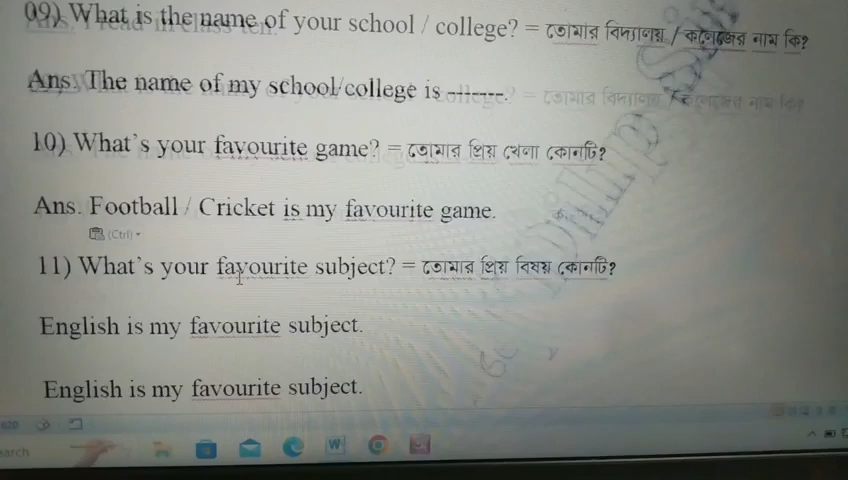 09) What is the name of your school / college? = তোমার বিদ্যালয় / কলেজের নাম কি?
Ans. The name of my school/college is -------.
10) What's your favourite game? = তোমার প্রিয় খেলা কোনটি?
Ans. Football / Cricket is my favourite game.
(Ctrl)
11) What's your favourite subject? = তোমার প্রিয় বিষয় কোনটি?
English is my favourite subject.
English is my favourite subject.